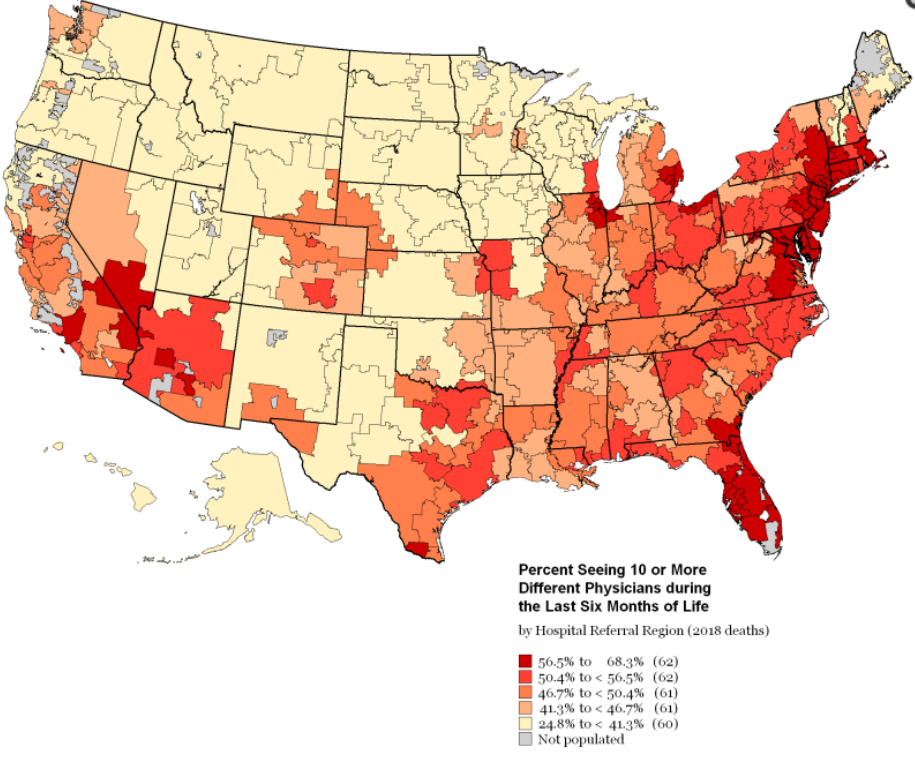 Percent Seeing 10 or More
Different Physicians during
the Last Six Months of Life
by Hospital Referral Region (2018 deaths)
56.5% to 68.3% (62)
50.4% to < 56.5% (62)
46.7% to < 50.4% (61)
41.3% to < 46.7% (61)
24.8% to < 41.3% (60)
Not populated